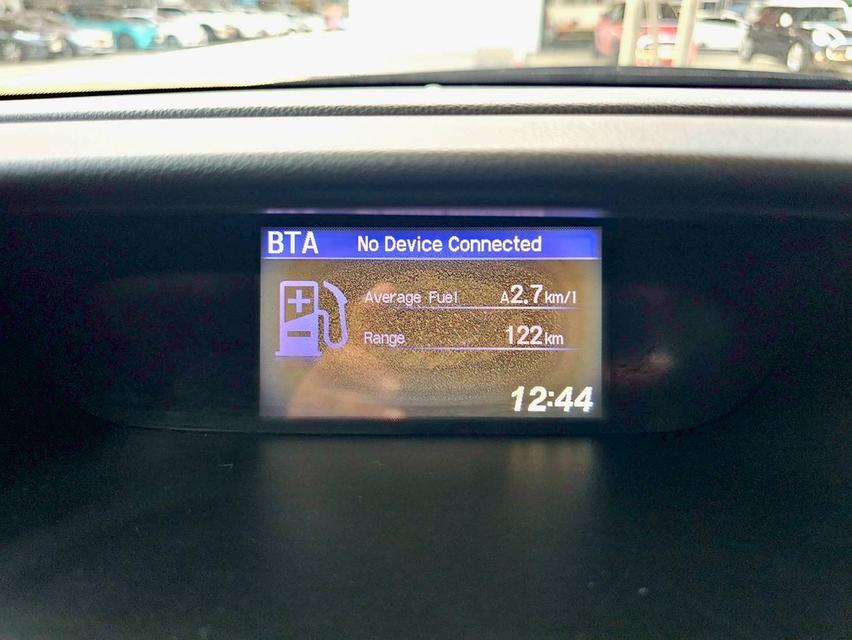 BTA No Device Connected
Average Fuel A2.7km/l
Range 122km
12:44